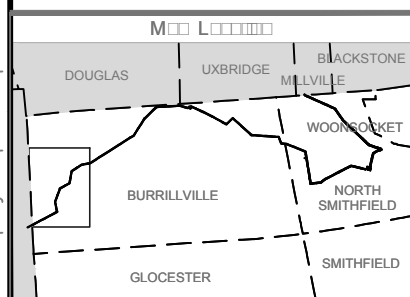 BLACKSTONE
UXBRIDGE
DOUGLAS
MILLVILLE
WOONSOCKET
BURRILLVILLE
NORTH
SMITHFIELD
SMITHFIELD
GLOCESTER